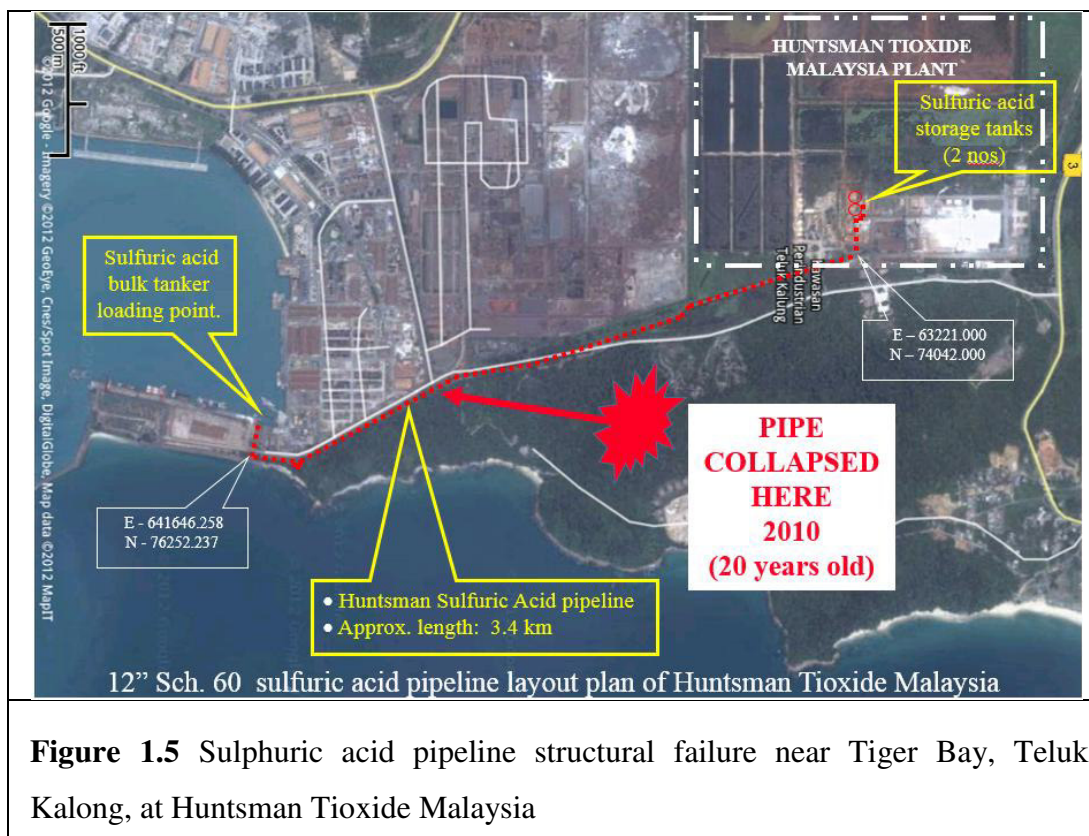 1000 ft
500 m
©2012 Google - Imagery ©2012 GeoEye, Cnes/Spot Image, DigitalGlobe, Map data ©2012 MapIT
HUNTSMAN TIOXIDE
MALAYSIA PLANT
Sulfuric acid
storage tanks
(2 nos)
3
Sulfuric acid
bulk tanker
loading point.
Kawasan
Perindustrian
Teluk Kalung
E – 63221.000
N – 74042.000
PIPE
COLLAPSED
HERE
2010
(20 years old)
E - 641646.258
N - 76252.237
• Huntsman Sulfuric Acid pipeline
• Approx. length: 3.4 km
12” Sch. 60 sulfuric acid pipeline layout plan of Huntsman Tioxide Malaysia
Figure 1.5 Sulphuric acid pipeline structural failure near Tiger Bay, Teluk
Kalong, at Huntsman Tioxide Malaysia